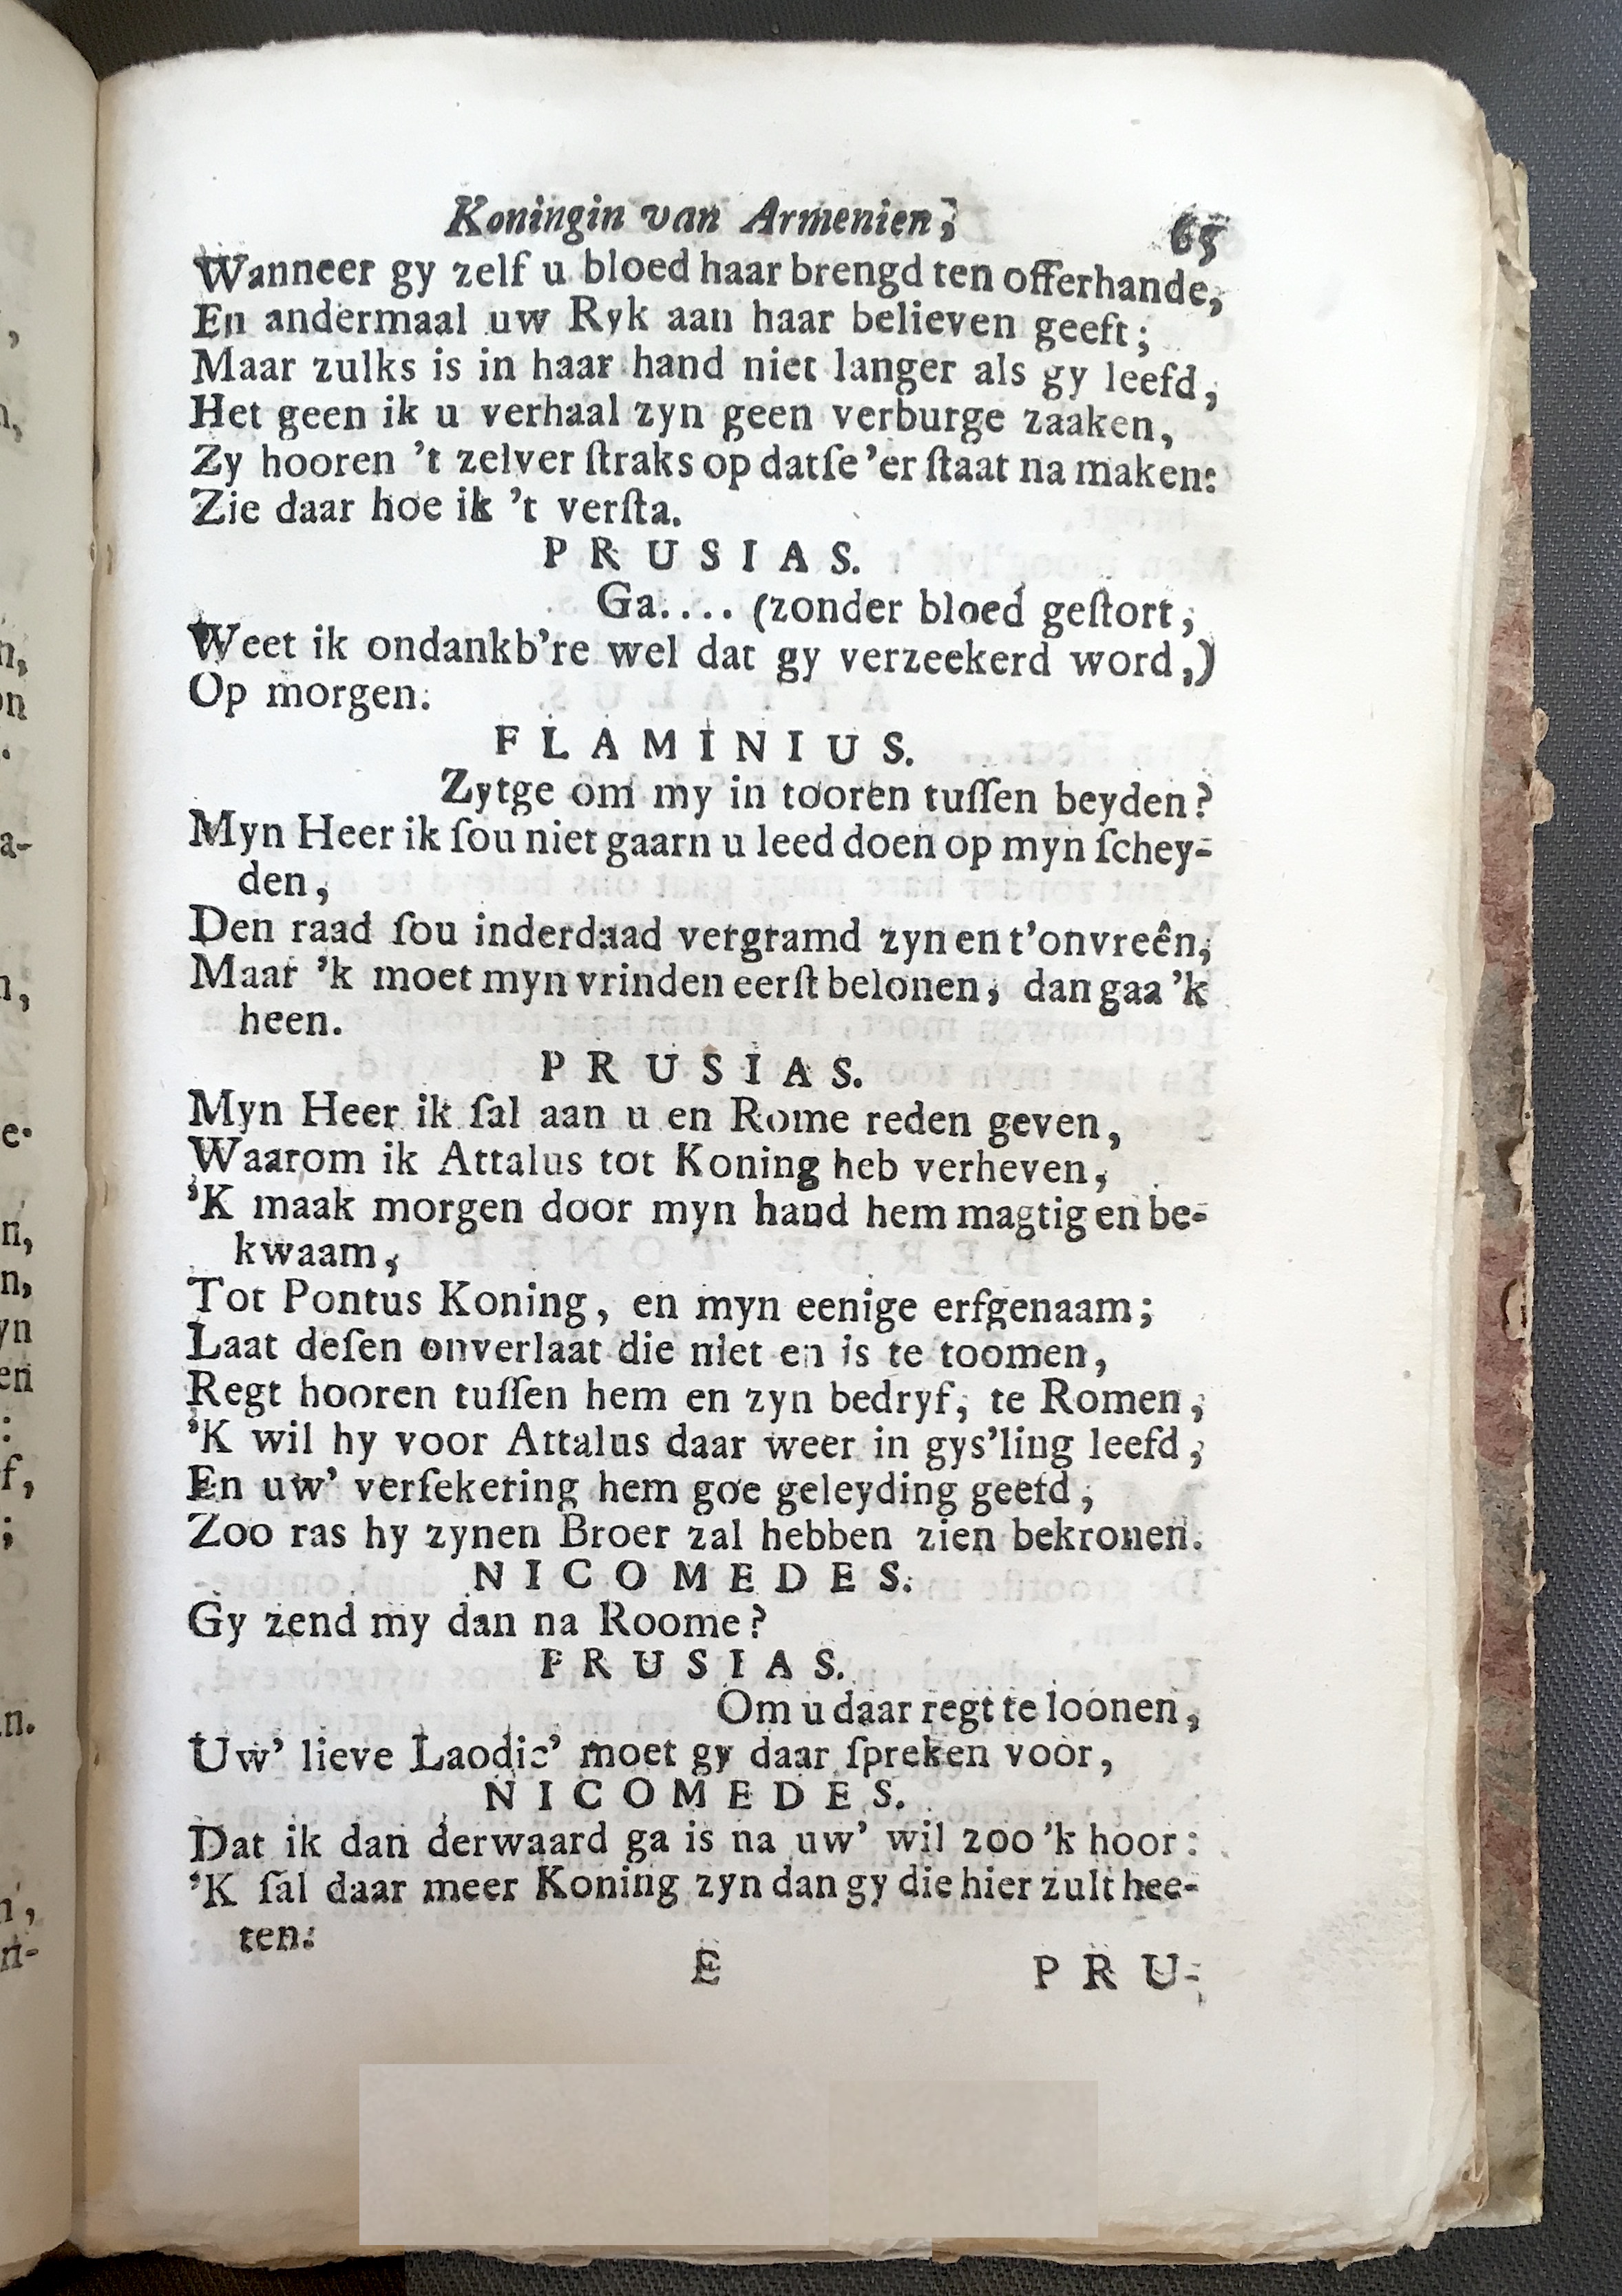 Koningin van Armenien; 65
Wanneer gy zelf u bloed haar brengd ten offerhande,
En andermaal uw Ryk aan haar believen geeft;
Maar zulks is in haar hand niet langer als gy leefd,
Het geen ik u verhaal zyn geen verburge zaaken,
Zy hooren 't zelver ſtraks op datſe 'er ſtaat na maken:
Zie daar hoe ik 't verſta.
PRUSIAS.
Ga.... (zonder bloed geſtort,
Weet ik ondankb're wel dat gy verzeekerd word,)
Op morgen.
FLAMINIUS.
Zytge om my in tooren tuſſen beyden?
Myn Heer ik ſou niet gaarn u leed doen op myn ſchey-
den,
Den raad ſou inderdaad vergramd zyn en t'onvreên,
Maar 'k moet myn vrinden eerſt belonen, dan gaa 'k
heen.
PRUSIAS.
Myn Heer ik ſal aan u en Rome reden geven,
Waarom ik Attalus tot Koning heb verheven,
'K maak morgen door myn hand hem magtig en be-
kwaam,
Tot Pontus Koning, en myn eenige erfgenaam;
Laat deſen onverlaat die niet en is te toomen,
Regt hooren tuſſen hem en zyn bedryf, te Romen,
'K wil hy voor Attalus daar weer in gys'ling leefd,
En uw' verſekering hem goe geleyding geefd,
Zoo ras hy zynen Broer zal hebben zien bekronen.
NICOMEDES.
Gy zend my dan na Roome?
PRUSIAS.
Om u daar regt te loonen,
Uw' lieve Laodic' moet gy daar ſpreken voor,
NICOMEDES.
Dat ik dan derwaard ga is na uw' wil zoo 'k hoor:
'K ſal daar meer Koning zyn dan gy die hier zult hee-
ten:
E PRU-